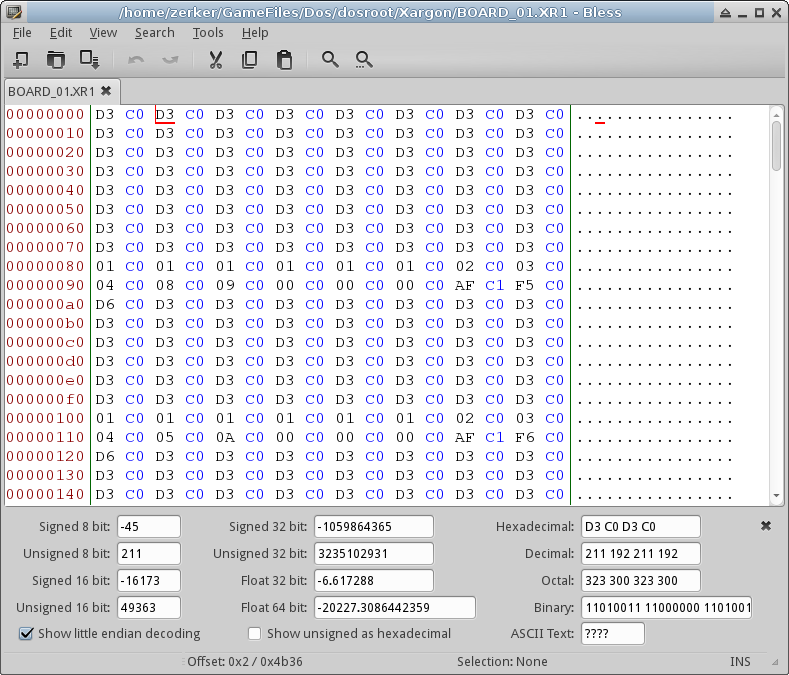 /home/zerker/GameFiles/Dos/dosroot/Xargon/BOARD_01.XR1 - Bless
File Edit View Search Tools Help
BOARD_01.XR1
00000000 D3 C0 D3 C0 D3 C0 D3 C0 D3 C0 D3 C0 D3 C0 D3 C0 ................
00000010 D3 C0 D3 C0 D3 C0 D3 C0 D3 C0 D3 C0 D3 C0 D3 C0 ................
00000020 D3 C0 D3 C0 D3 C0 D3 C0 D3 C0 D3 C0 D3 C0 D3 C0 ................
00000030 D3 C0 D3 C0 D3 C0 D3 C0 D3 C0 D3 C0 D3 C0 D3 C0 ................
00000040 D3 C0 D3 C0 D3 C0 D3 C0 D3 C0 D3 C0 D3 C0 D3 C0 ................
00000050 D3 C0 D3 C0 D3 C0 D3 C0 D3 C0 D3 C0 D3 C0 D3 C0 ................
00000060 D3 C0 D3 C0 D3 C0 D3 C0 D3 C0 D3 C0 D3 C0 D3 C0 ................
00000070 D3 C0 D3 C0 D3 C0 D3 C0 D3 C0 D3 C0 D3 C0 D3 C0 ................
00000080 01 C0 01 C0 01 C0 01 C0 01 C0 01 C0 02 C0 03 C0 ................
00000090 04 C0 08 C0 09 C0 00 C0 00 C0 00 C0 AF C1 F5 C0 ................
000000a0 D6 C0 D3 C0 D3 C0 D3 C0 D3 C0 D3 C0 D3 C0 D3 C0 ................
000000b0 D3 C0 D3 C0 D3 C0 D3 C0 D3 C0 D3 C0 D3 C0 D3 C0 ................
000000c0 D3 C0 D3 C0 D3 C0 D3 C0 D3 C0 D3 C0 D3 C0 D3 C0 ................
000000d0 D3 C0 D3 C0 D3 C0 D3 C0 D3 C0 D3 C0 D3 C0 D3 C0 ................
000000e0 D3 C0 D3 C0 D3 C0 D3 C0 D3 C0 D3 C0 D3 C0 D3 C0 ................
000000f0 D3 C0 D3 C0 D3 C0 D3 C0 D3 C0 D3 C0 D3 C0 D3 C0 ................
00000100 01 C0 01 C0 01 C0 01 C0 01 C0 01 C0 02 C0 03 C0 ................
00000110 04 C0 05 C0 0A C0 00 C0 00 C0 00 C0 AF C1 F6 C0 ................
00000120 D6 C0 D3 C0 D3 C0 D3 C0 D3 C0 D3 C0 D3 C0 D3 C0 ................
00000130 D3 C0 D3 C0 D3 C0 D3 C0 D3 C0 D3 C0 D3 C0 D3 C0 ................
00000140 D3 C0 D3 C0 D3 C0 D3 C0 D3 C0 D3 C0 D3 C0 D3 C0 ................
Signed 8 bit: -45 Signed 32 bit: -1059864365 Hexadecimal: D3 C0 D3 C0
Unsigned 8 bit: 211 Unsigned 32 bit: 3235102931 Decimal: 211 192 211 192
Signed 16 bit: -16173 Float 32 bit: -6.617288 Octal: 323 300 323 300
Unsigned 16 bit: 49363 Float 64 bit: -20227.3086442359 Binary: 11010011 11000000 1101001
Show little endian decoding Show unsigned as hexadecimal ASCII Text: ????
Offset: 0x2 / 0x4b36 Selection: None INS